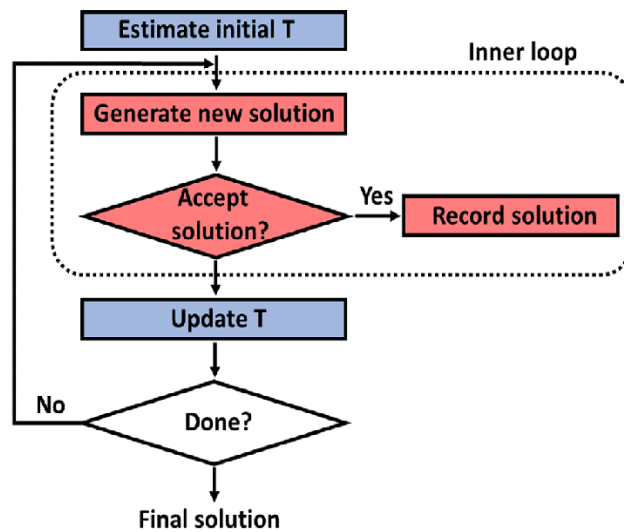 Estimate initial T
Inner loop
Generate new solution
Accept
solution?
Yes
Record solution
Update T
No
Done?
Final solution